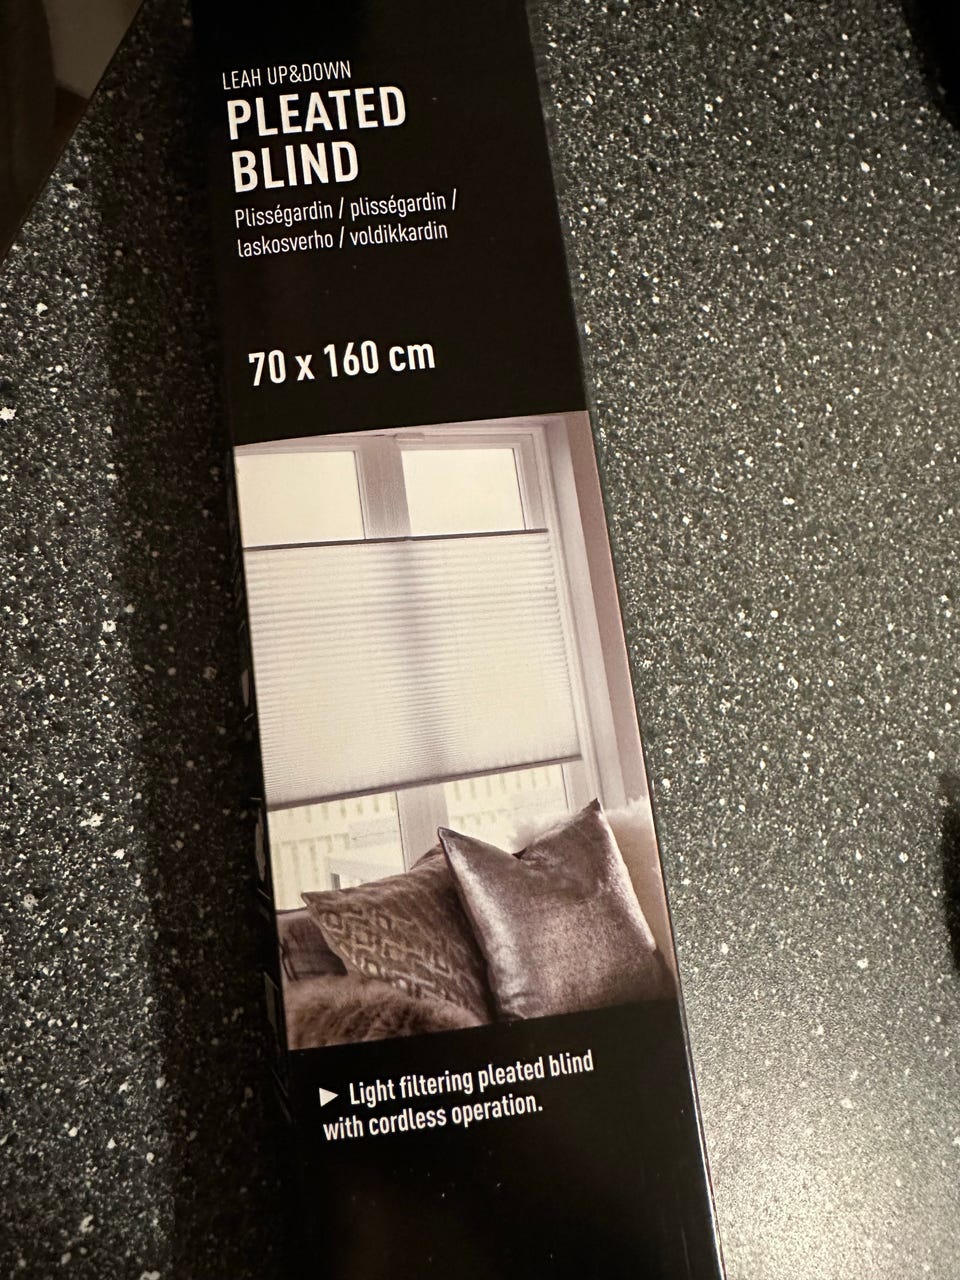 LEAH UP&DOWN
PLEATED
BLIND
Plisségardin / plisségardin /
laskosverho / voldikkardin
70 x 160 cm
► Light filtering pleated blind
with cordless operation.